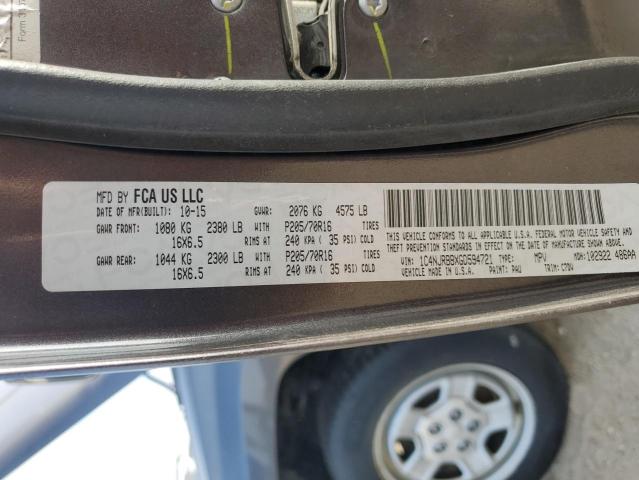 Form 3
MFD BY FCA US LLC
DATE OF MFR(BUILT): 10-15 GVWR: 2076 KG 4575 LB
GAWR FRONT: 1080 KG 2380 LB WITH P205/70R16 TIRES
16X6.5 RIMS AT 240 KPA ( 35 PSI) COLD
GAWR REAR: 1044 KG 2300 LB WITH P205/70R16 TIRES
16X6.5 RIMS AT 240 KPA ( 35 PSI) COLD
THIS VEHICLE CONFORMS TO ALL APPLICABLE U.S.A. FEDERAL MOTOR VEHICLE SAFETY, BUMPER, AND
THEFT PREVENTION STANDARDS IN EFFECT ON THE DATE OF MANUFACTURE SHOWN ABOVE.
VEHICLE MADE IN U.S.A.
VIN: 1C4NJRBBXGD594721 TYPE: MPV MDH: 102922 486AA
PAINT: PAU TRIM: C7DV